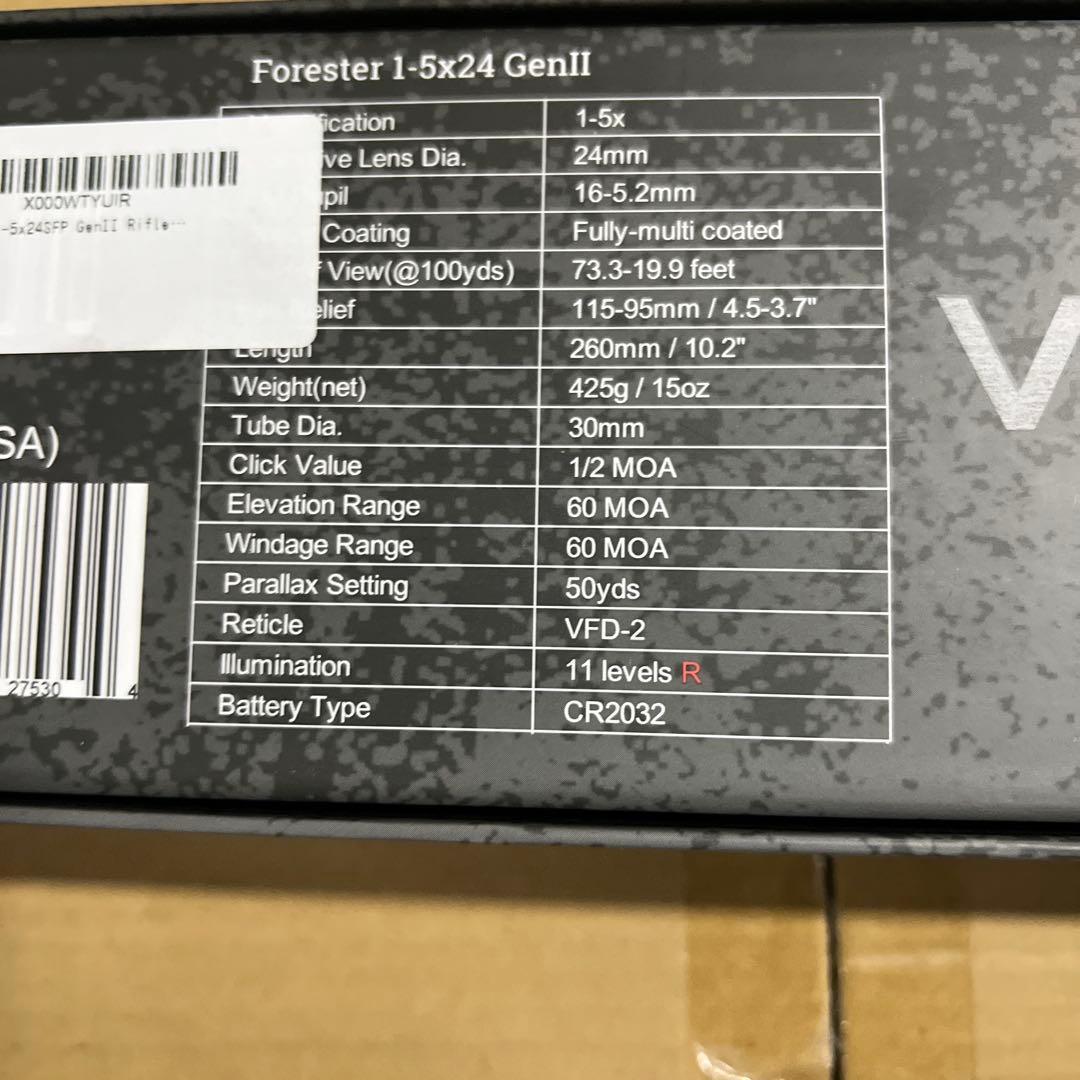 Forester 1-5x24 GenII
ication 1-5x
ive Lens Dia. 24mm
pil 16-5.2mm
Coating Fully-multi coated
f View(@100yds) 73.3-19.9 feet
elief 115-95mm / 4.5-3.7"
Length 260mm / 10.2"
Weight(net) 425g / 15oz
Tube Dia. 30mm
Click Value 1/2 MOA
Elevation Range 60 MOA
Windage Range 60 MOA
Parallax Setting 50yds
Reticle VFD-2
Illumination 11 levels R
Battery Type CR2032
X000WTYUIR
-5x24SFP GenII Rifle...
SA)
27530 4
V